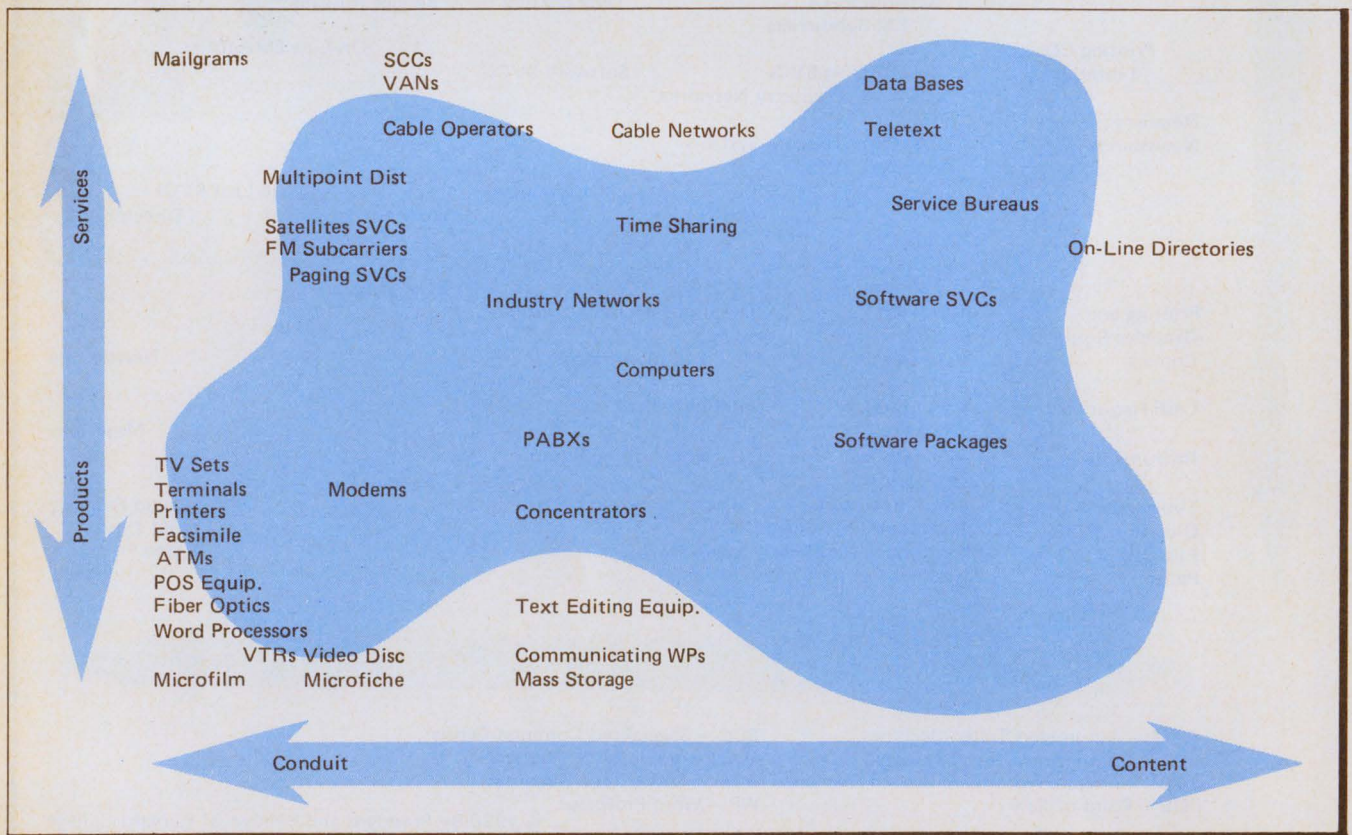 Mailgrams
SCCs
VANs
Data Bases
Cable Operators
Cable Networks
Teletext
Multipoint Dist
Service Bureaus
Satellites SVCs
Time Sharing
FM Subcarriers
On-Line Directories
Paging SVCs
Industry Networks
Software SVCs
Computers
PABXs
Software Packages
TV Sets
Terminals
Modems
Printers
Concentrators
Facsimile
ATMs
POS Equip.
Fiber Optics
Text Editing Equip.
Word Processors
VTRs Video Disc
Communicating WPs
Microfilm
Microfiche
Mass Storage
Services
Products
Conduit
Content